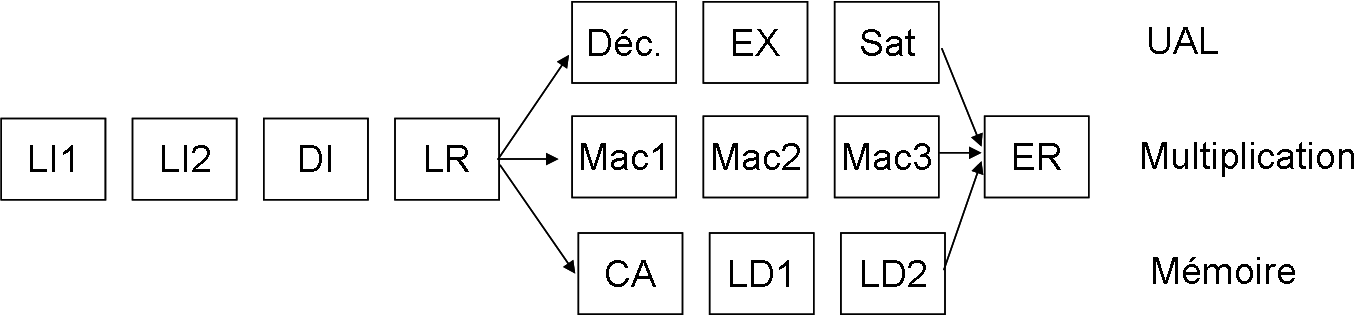 Déc. EX Sat UAL
LI1 LI2 DI LR Mac1 Mac2 Mac3 ER Multiplication
CA LD1 LD2 Mémoire